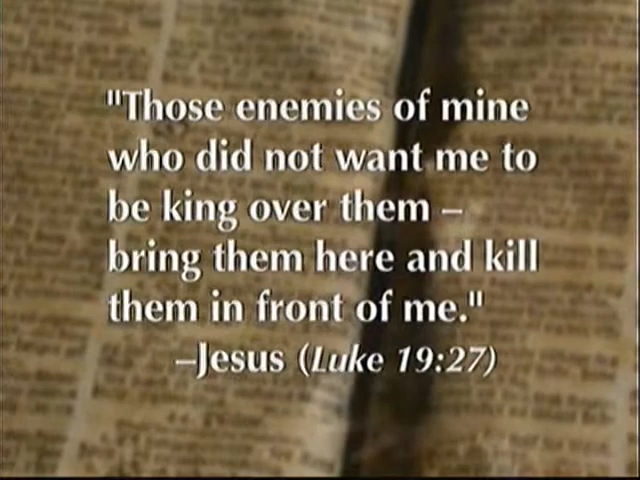 "Those enemies of mine
who did not want me to
be king over them –
bring them here and kill
them in front of me."
–Jesus (Luke 19:27)